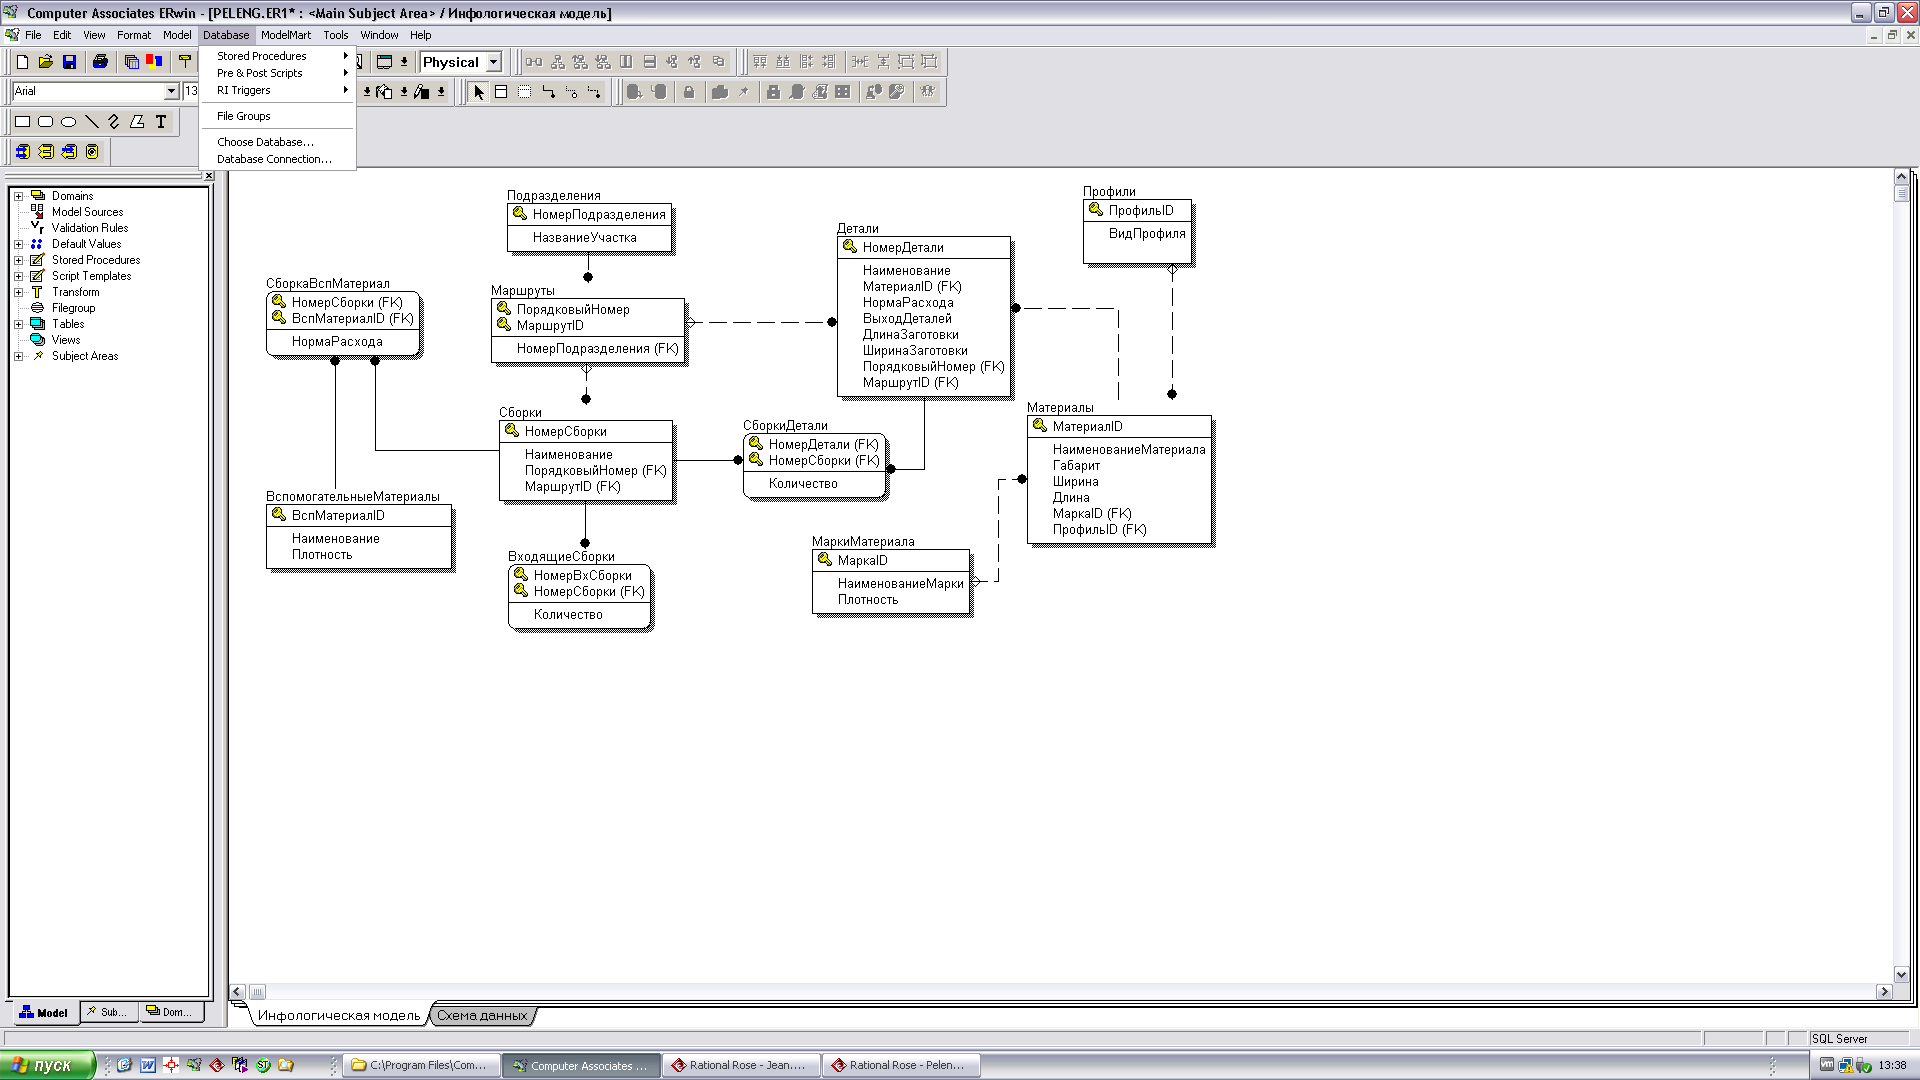 Computer Associates ERwin - [PELENG.ER1* : <Main Subject Area> / Инфологическая модель]
File Edit View Format Model Database ModelMart Tools Window Help
Stored Procedures
Pre & Post Scripts
RI Triggers
File Groups
Choose Database...
Database Connection...
Physical
Arial
13
Domains
Model Sources
Validation Rules
Default Values
Stored Procedures
Script Templates
Transform
Filegroup
Tables
Views
Subject Areas
Model
Sub...
Dom...
Подразделения
НомерПодразделения
НазваниеУчастка
СборкаВспМатериал
НомерСборки (FK)
ВспМатериалID (FK)
НормаРасхода
Маршруты
ПорядковыйНомер
МаршрутID
НомерПодразделения (FK)
Детали
НомерДетали
Наименование
МатериалID (FK)
НормаРасхода
ВыходДеталей
ДлинаЗаготовки
ШиринаЗаготовки
ПорядковыйНомер (FK)
МаршрутID (FK)
Профили
ПрофильID
ВидПрофиля
Сборки
НомерСборки
Наименование
ПорядковыйНомер (FK)
МаршрутID (FK)
СборкиДетали
НомерДетали (FK)
НомерСборки (FK)
Количество
Материалы
МатериалID
НаименованиеМатериала
Габарит
Ширина
Длина
МаркаID (FK)
ПрофильID (FK)
ВспомогательныеМатериалы
ВспМатериалID
Наименование
Плотность
ВходящиеСборки
НомерВхСборки
НомерСборки (FK)
Количество
МаркиМатериала
МаркаID
НаименованиеМарки
Плотность
Инфологическая модель
Схема данных
SQL Server
пуск
C:\Program Files\Com...
Computer Associates ...
Rational Rose - Jean....
Rational Rose - Pelen...
13:38